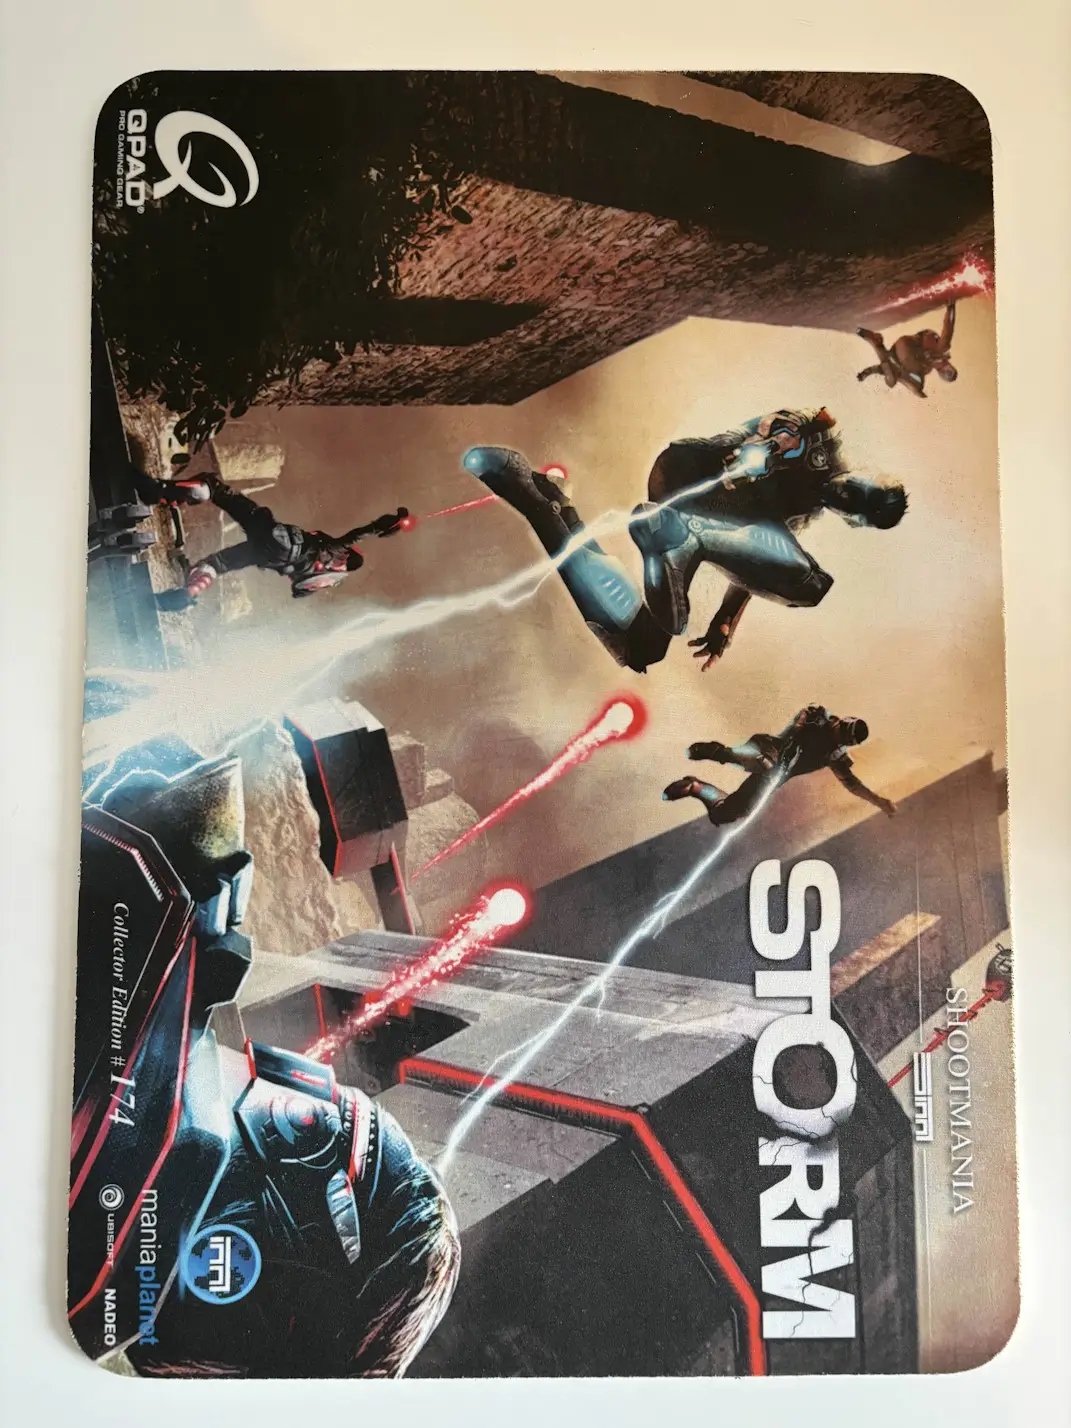 SHOOTMANIA
STORM
QPAD®
PRO GAMING GEAR
Collector Edition # 174
maniaplanet
UBISOFT
NADEO